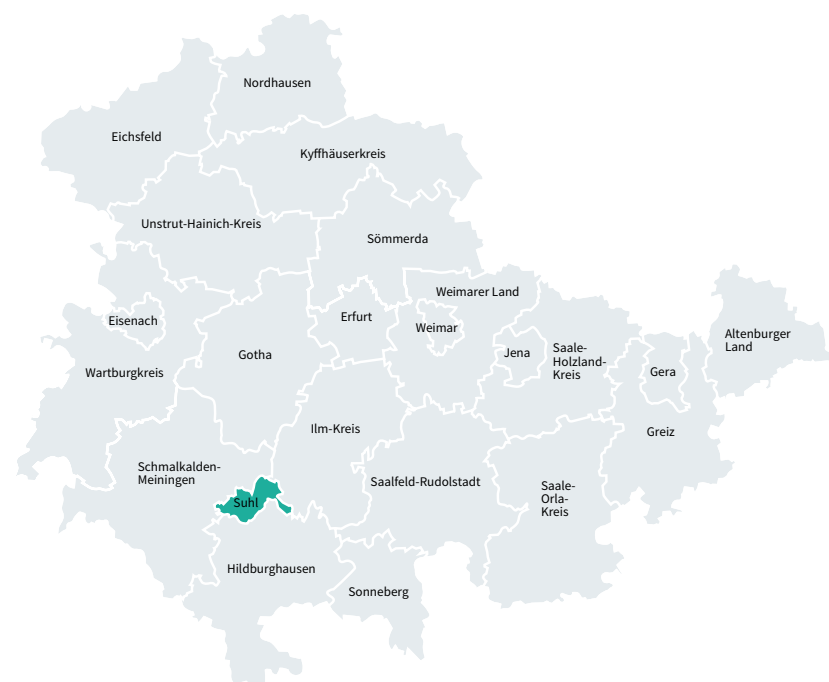 Nordhausen
Eichsfeld
Kyffhäuserkreis
Unstrut-Hainich-Kreis
Sömmerda
Weimarer Land
Eisenach
Erfurt
Weimar
Altenburger
Land
Gotha
Jena
Saale-
Holzland-
Kreis
Wartburgkreis
Gera
Ilm-Kreis
Greiz
Schmalkalden-
Meiningen
Saalfeld-Rudolstadt
Saale-
Orla-
Kreis
Suhl
Hildburghausen
Sonneberg